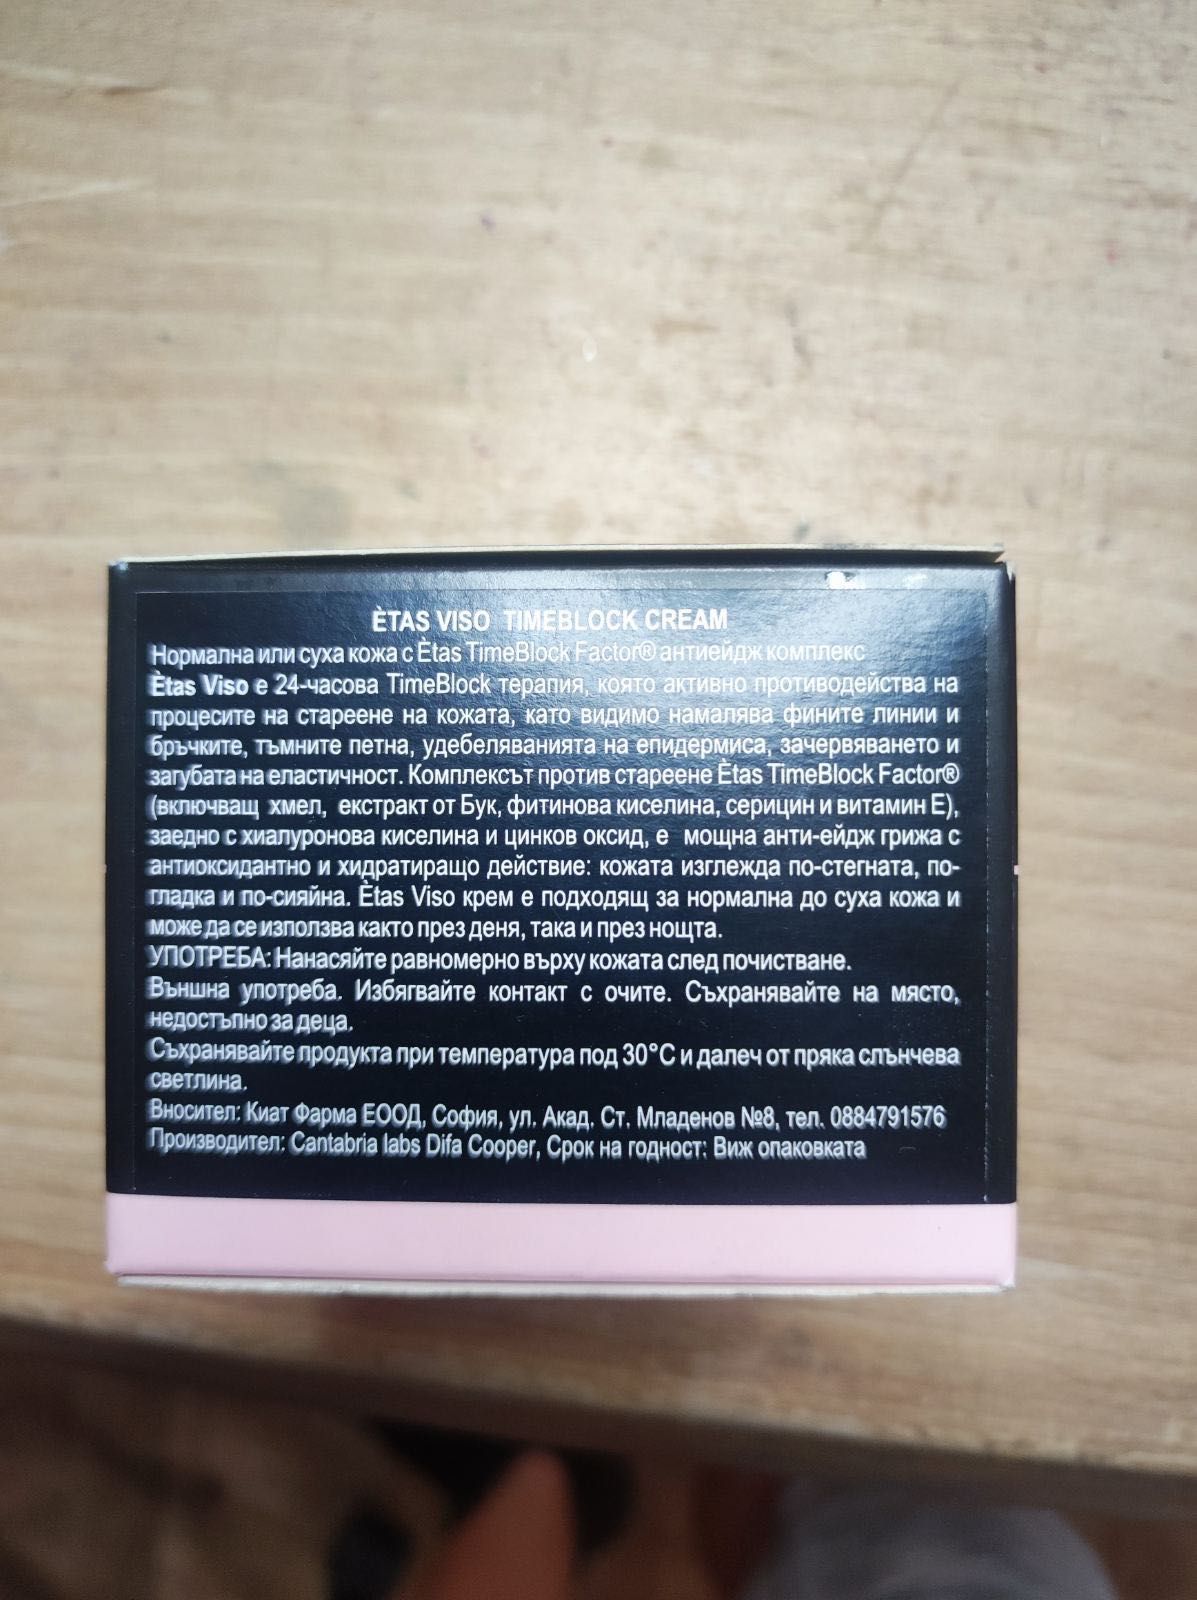 ÈTAS VISO TIMEBLOCK CREAM
Нормална или суха кожа с Ètas TimeBlock Factor® антиейдж комплекс
Ètas Viso е 24-часова TimeBlock терапия, която активно противодейства на
процесите на стареене на кожата, като видимо намалява фините линии и
бръчките, тъмните петна, удебеляванията на епидермиса, зачервяването и
загубата на еластичност. Комплексът против стареене Ètas TimeBlock Factor®
(включващ хмел, екстракт от Бук, фитинова киселина, серицин и витамин Е),
заедно с хиалуронова киселина и цинков оксид, е мощна анти-ейдж грижа с
антиоксидантно и хидратиращо действие: кожата изглежда по-стегната, по-
гладка и по-сияйна. Ètas Viso крем е подходящ за нормална до суха кожа и
може да се използва както през деня, така и през нощта.
УПОТРЕБА: Нанасяйте равномерно върху кожата след почистване.
Външна употреба. Избягвайте контакт с очите. Съхранявайте на място,
недостъпно за деца.
Съхранявайте продукта при температура под 30°C и далеч от пряка слънчева
светлина.
Вносител: Киат Фарма ЕООД, София, ул. Акад. Ст. Младенов №8, тел. 0884791576
Производител: Cantabria labs Difa Cooper, Срок на годност: Виж опаковката